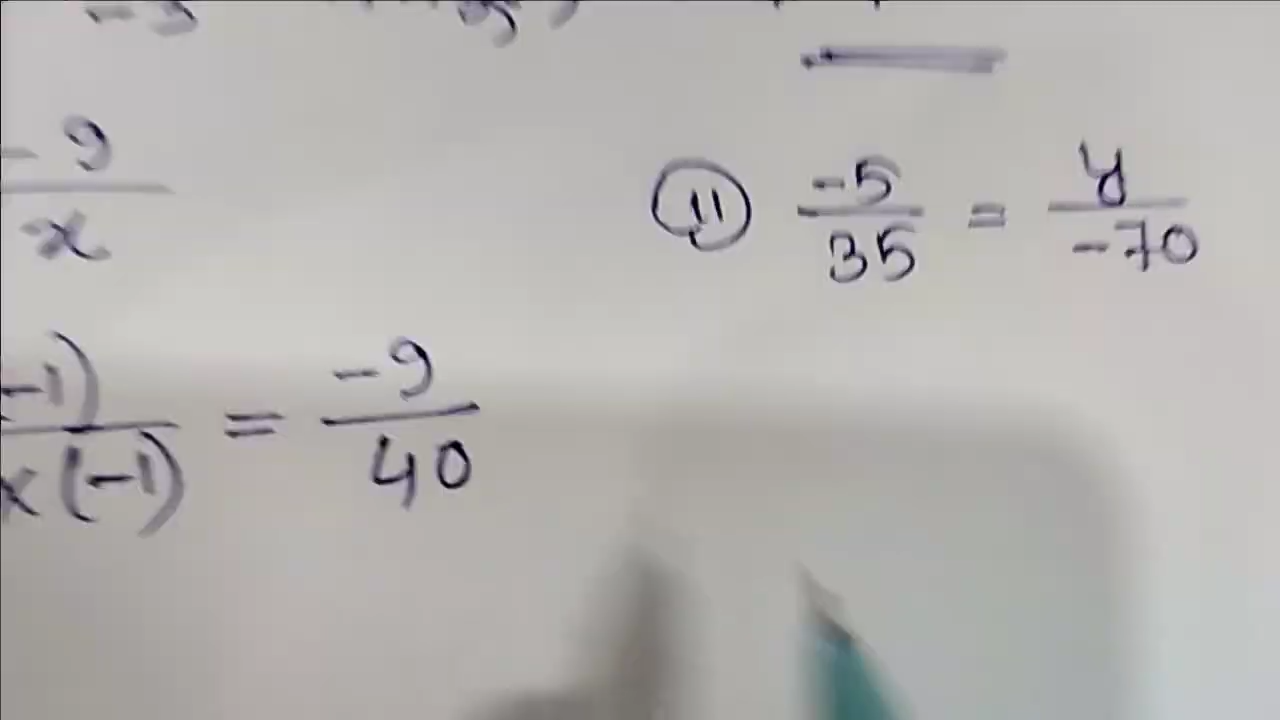 -9/x
(11) -5/35 = y/-70
-1)/x(-1) = -9/40